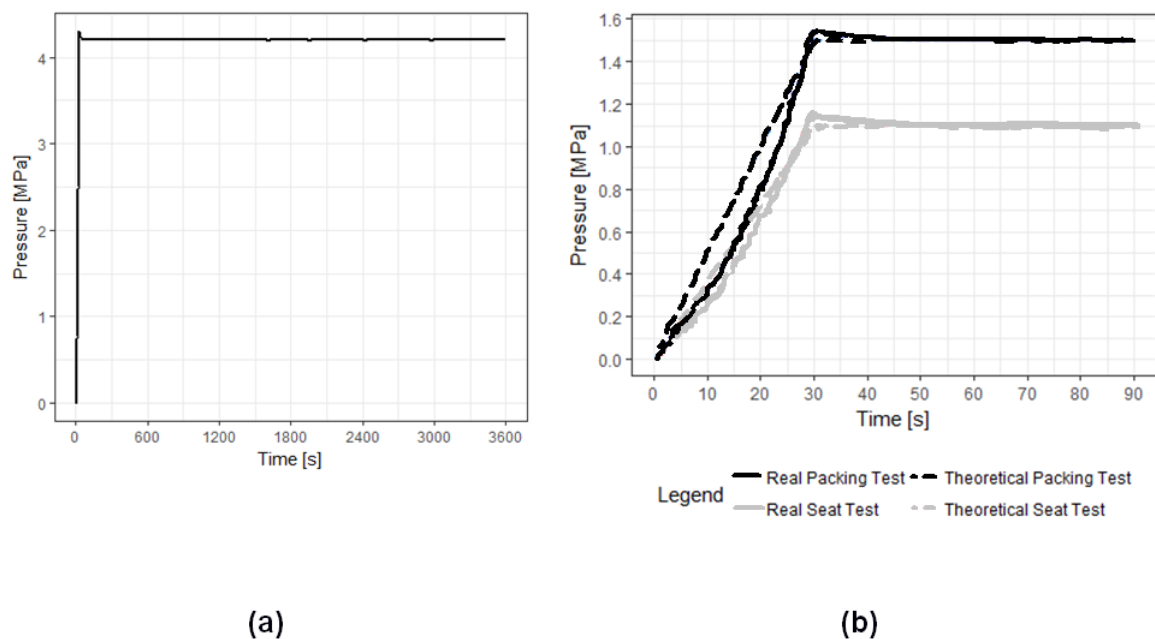 Pressure [MPa]
4
3
2
1
0
0 600 1200 1800 2400 3000 3600
Time [s]
Pressure [MPa]
1.6
1.4
1.2
1.0
0.8
0.6
0.4
0.2
0.0
0 10 20 30 40 50 60 70 80 90
Time [s]
Legend
Real Packing Test Theoretical Packing Test
Real Seat Test Theoretical Seat Test
(a) (b)